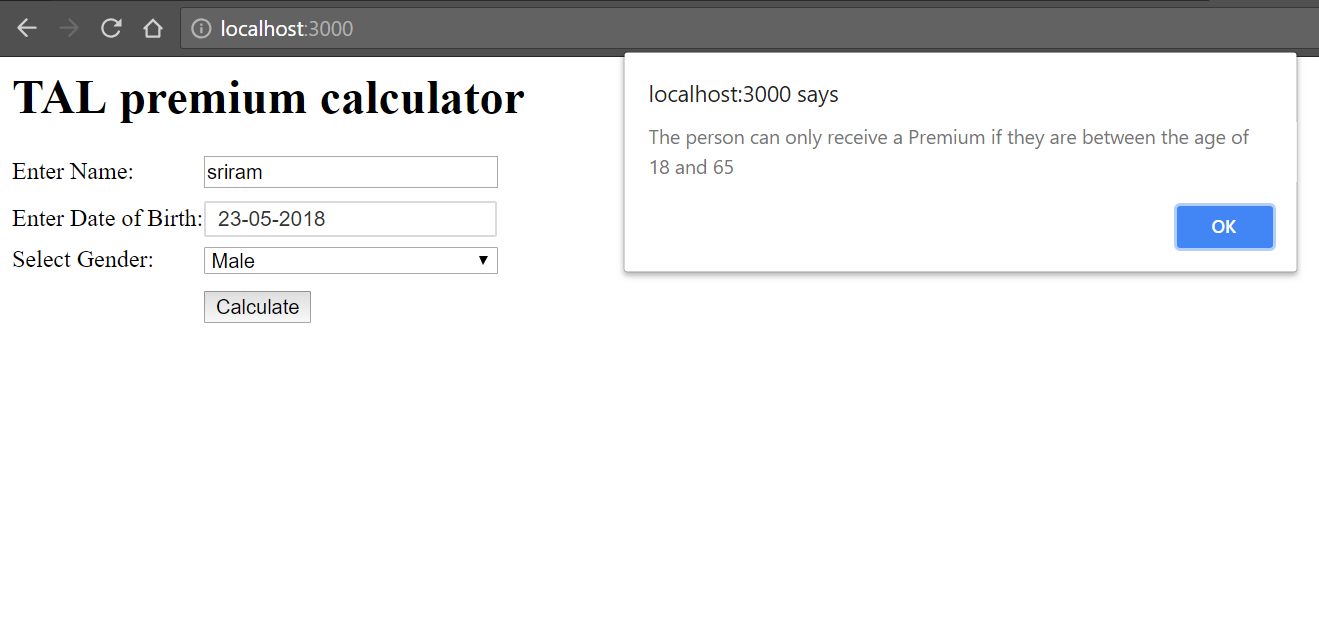 localhost:3000
TAL premium calculator
Enter Name: sriram
Enter Date of Birth: 23-05-2018
Select Gender: Male
Calculate
localhost:3000 says
The person can only receive a Premium if they are between the age of
18 and 65
OK